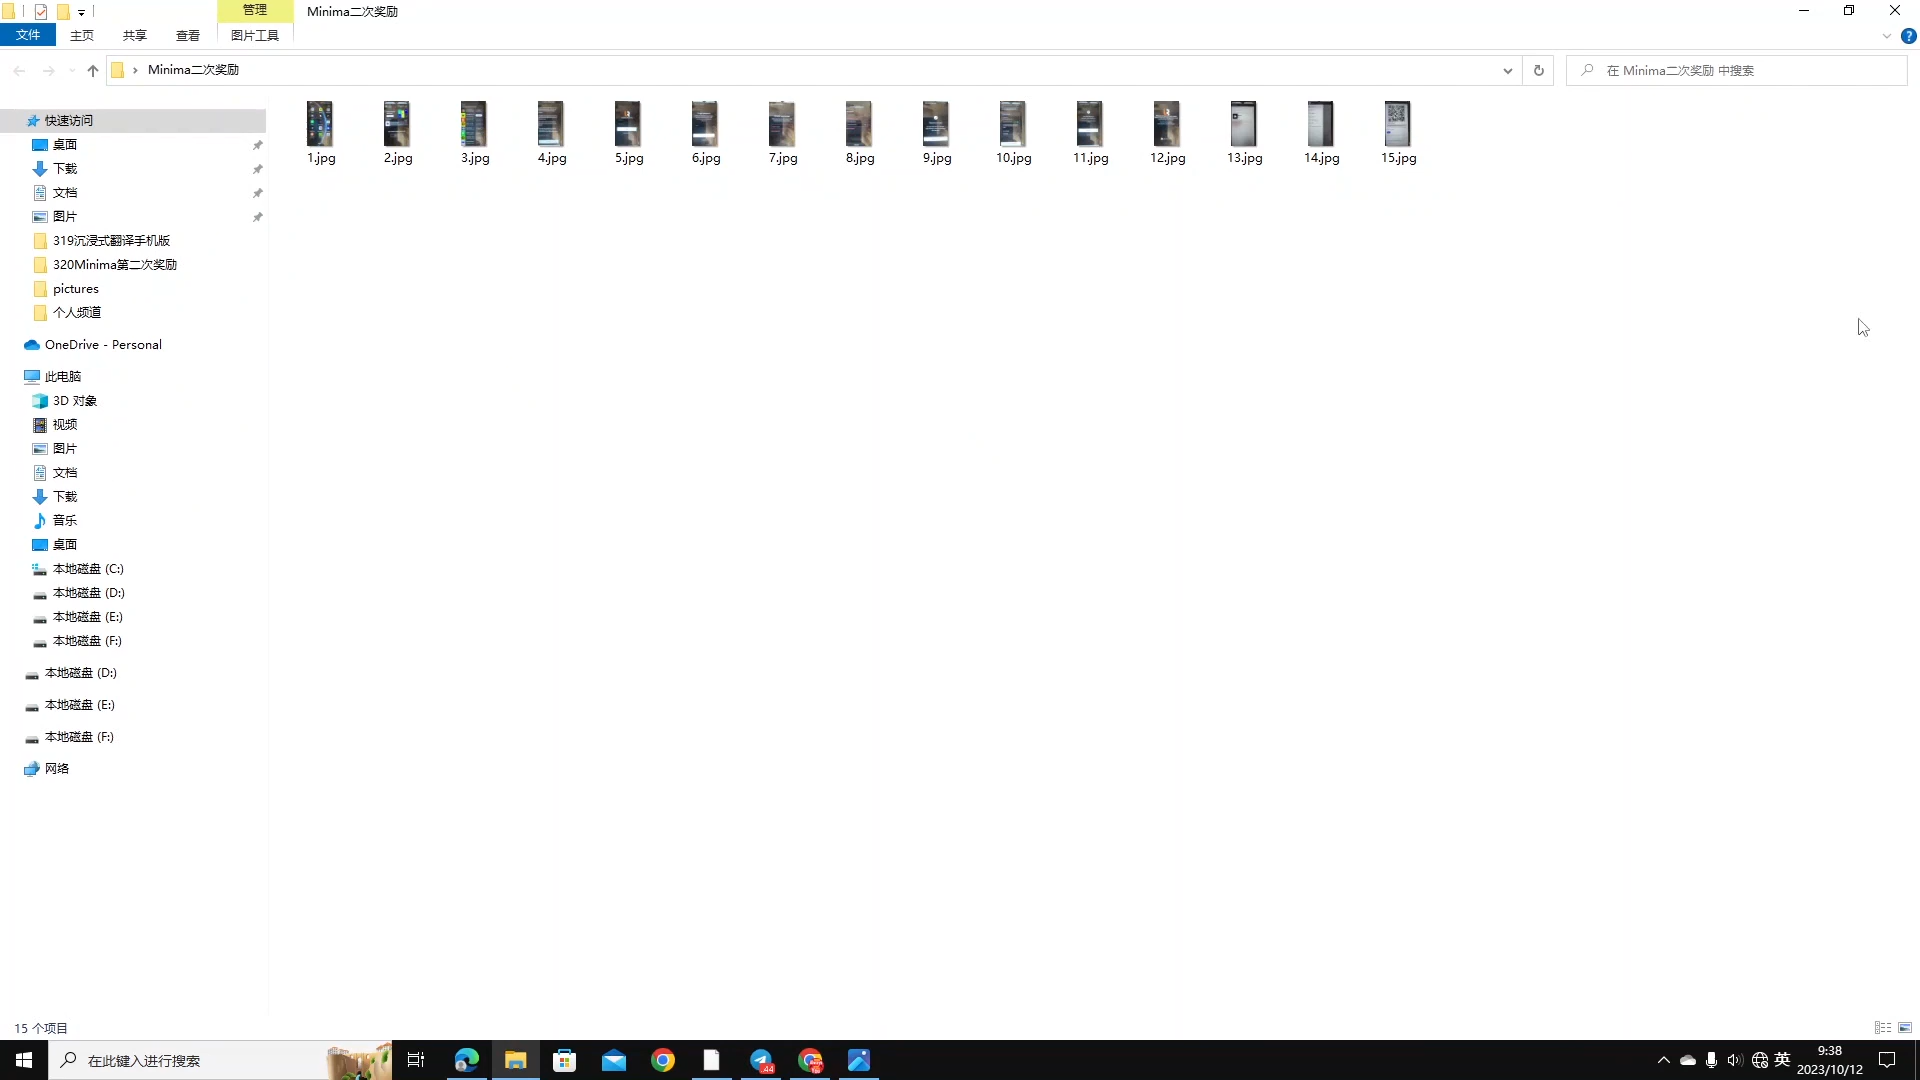 管理
Minima二次奖励
文件
主页
共享
查看
图片工具
Minima二次奖励
在 Minima二次奖励 中搜索
快速访问
桌面
下载
文档
图片
319沉浸式翻译手机版
320Minima第二次奖励
pictures
个人频道
OneDrive - Personal
此电脑
3D 对象
视频
图片
文档
下载
音乐
桌面
本地磁盘 (C:)
本地磁盘 (D:)
本地磁盘 (E:)
本地磁盘 (F:)
本地磁盘 (D:)
本地磁盘 (E:)
本地磁盘 (F:)
网络
1.jpg
2.jpg
3.jpg
4.jpg
5.jpg
6.jpg
7.jpg
8.jpg
9.jpg
10.jpg
11.jpg
12.jpg
13.jpg
14.jpg
15.jpg
15 个项目
在此键入进行搜索
44
英
9:38
2023/10/12